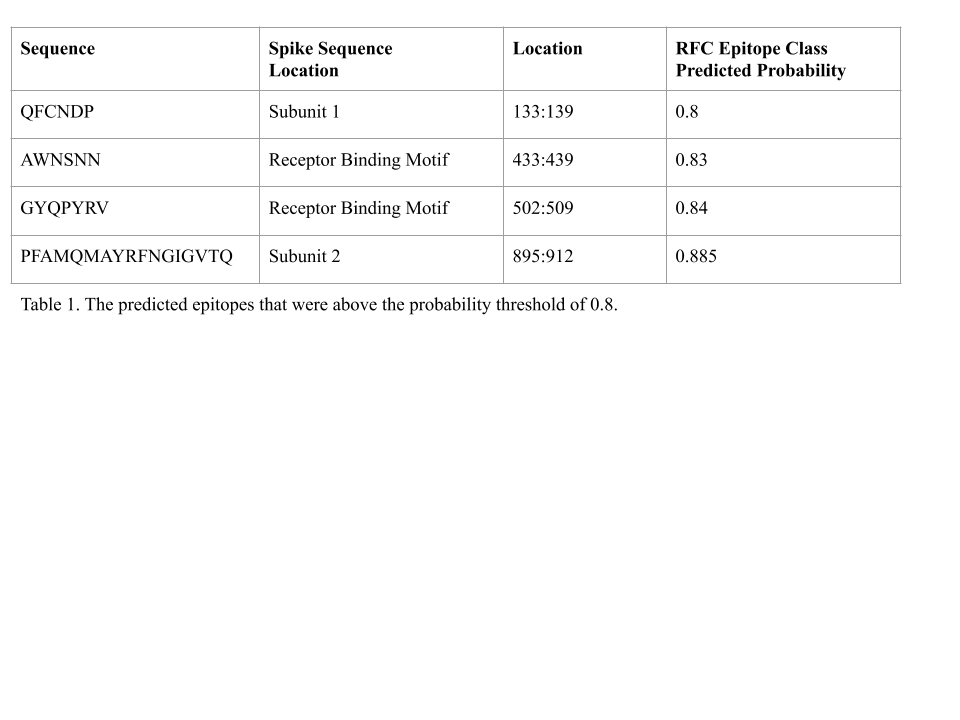 Sequence Spike Sequence Location Location RFC Epitope Class Predicted Probability
QFCNDP Subunit 1 133:139 0.8
AWNSNN Receptor Binding Motif 433:439 0.83
GYQPYRV Receptor Binding Motif 502:509 0.84
PFAMQMAYRFNGIGVTQ Subunit 2 895:912 0.885
Table 1. The predicted epitopes that were above the probability threshold of 0.8.